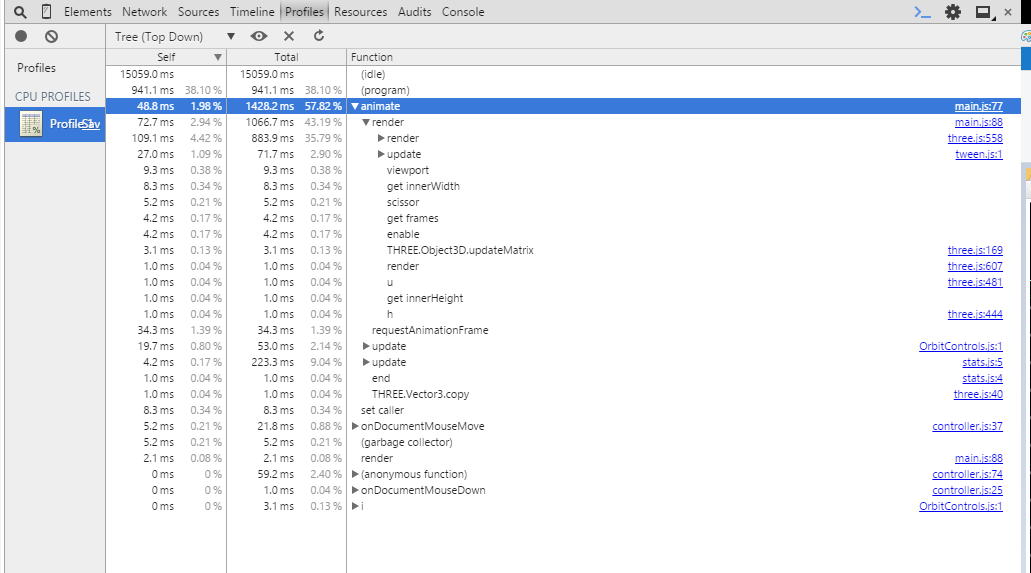 Elements Network Sources Timeline Profiles Resources Audits Console
Tree (Top Down)
Profiles
CPU PROFILES
Profile 1 Save
Self Total Function
15059.0 ms 15059.0 ms (idle)
941.1 ms 38.10 % 941.1 ms 38.10 % (program)
48.8 ms 1.98 % 1428.2 ms 57.82 % animate main.js:77
72.7 ms 2.94 % 1066.7 ms 43.19 % render main.js:88
109.1 ms 4.42 % 883.9 ms 35.79 % render three.js:558
27.0 ms 1.09 % 71.7 ms 2.90 % update tween.js:1
9.3 ms 0.38 % 9.3 ms 0.38 % viewport
8.3 ms 0.34 % 8.3 ms 0.34 % get innerWidth
5.2 ms 0.21 % 5.2 ms 0.21 % scissor
4.2 ms 0.17 % 4.2 ms 0.17 % get frames
4.2 ms 0.17 % 4.2 ms 0.17 % enable
3.1 ms 0.13 % 3.1 ms 0.13 % THREE.Object3D.updateMatrix three.js:169
1.0 ms 0.04 % 1.0 ms 0.04 % render three.js:607
1.0 ms 0.04 % 1.0 ms 0.04 % u three.js:481
1.0 ms 0.04 % 1.0 ms 0.04 % get innerHeight
1.0 ms 0.04 % 1.0 ms 0.04 % h three.js:444
34.3 ms 1.39 % 34.3 ms 1.39 % requestAnimationFrame
19.7 ms 0.80 % 53.0 ms 2.14 % update OrbitControls.js:1
4.2 ms 0.17 % 223.3 ms 9.04 % update stats.js:5
1.0 ms 0.04 % 1.0 ms 0.04 % end stats.js:4
1.0 ms 0.04 % 1.0 ms 0.04 % THREE.Vector3.copy three.js:40
8.3 ms 0.34 % 8.3 ms 0.34 % set caller
5.2 ms 0.21 % 21.8 ms 0.88 % onDocumentMouseMove controller.js:37
5.2 ms 0.21 % 5.2 ms 0.21 % (garbage collector)
2.1 ms 0.08 % 2.1 ms 0.08 % render main.js:88
0 ms 0 % 59.2 ms 2.40 % (anonymous function) controller.js:74
0 ms 0 % 1.0 ms 0.04 % onDocumentMouseDown controller.js:25
0 ms 0 % 3.1 ms 0.13 % i OrbitControls.js:1